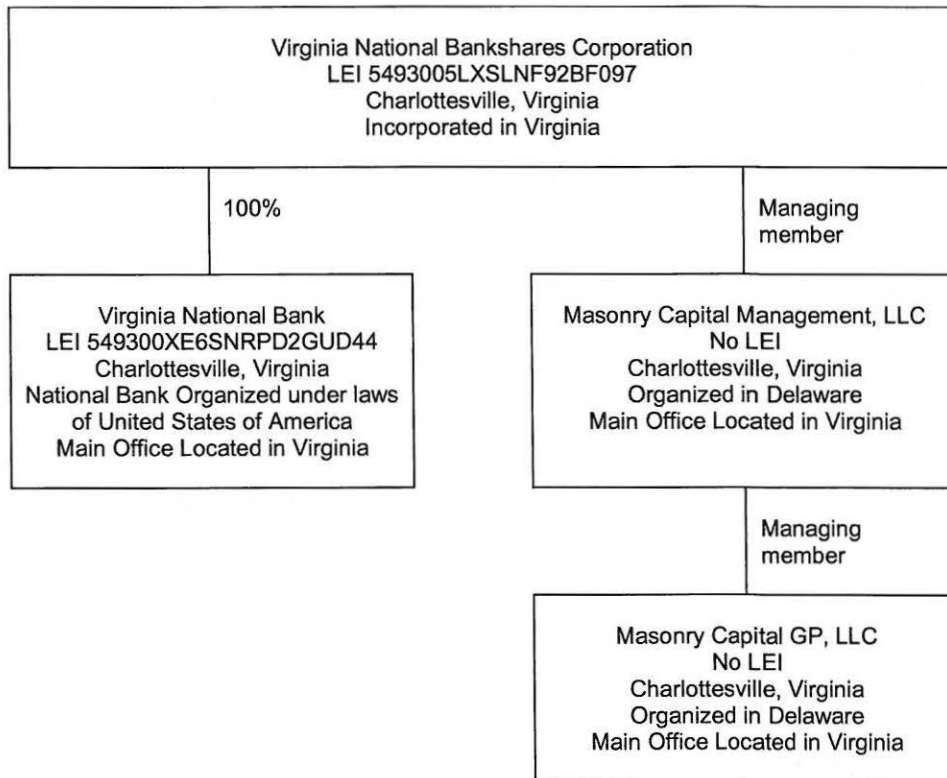 Virginia National Bankshares Corporation
LEI 5493005LXSLNF92BF097
Charlottesville, Virginia
Incorporated in Virginia
100%
Managing
member
Virginia National Bank
LEI 549300XE6SNRPD2GUD44
Charlottesville, Virginia
National Bank Organized under laws
of United States of America
Main Office Located in Virginia
Masonry Capital Management, LLC
No LEI
Charlottesville, Virginia
Organized in Delaware
Main Office Located in Virginia
Managing
member
Masonry Capital GP, LLC
No LEI
Charlottesville, Virginia
Organized in Delaware
Main Office Located in Virginia